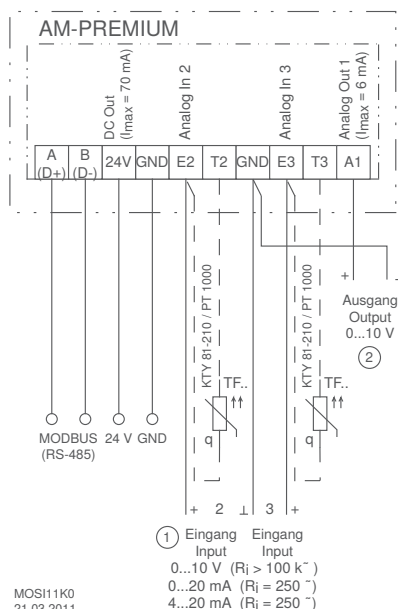 AM-PREMIUM
DC Out
(Imax = 70 mA)
Analog In 2
Analog In 3
Analog Out 1
(Imax = 6 mA)
A
(D+)
B
(D-)
24V
GND
E2
T2
GND
E3
T3
A1
KTY 81-210 / PT 1000
KTY 81-210 / PT 1000
+
-
Ausgang
Output
0...10 V
2
TF..
TF..
q
q
MODBUS
(RS-485)
24 V
GND
+ 2 ⊥ 3 +
1 Eingang Eingang
Input Input
0...10 V (Ri > 100 k¯)
0...20 mA (Ri = 250 ¯)
4...20 mA (Ri = 250 ¯)
MOSI11K0
21.03.2011